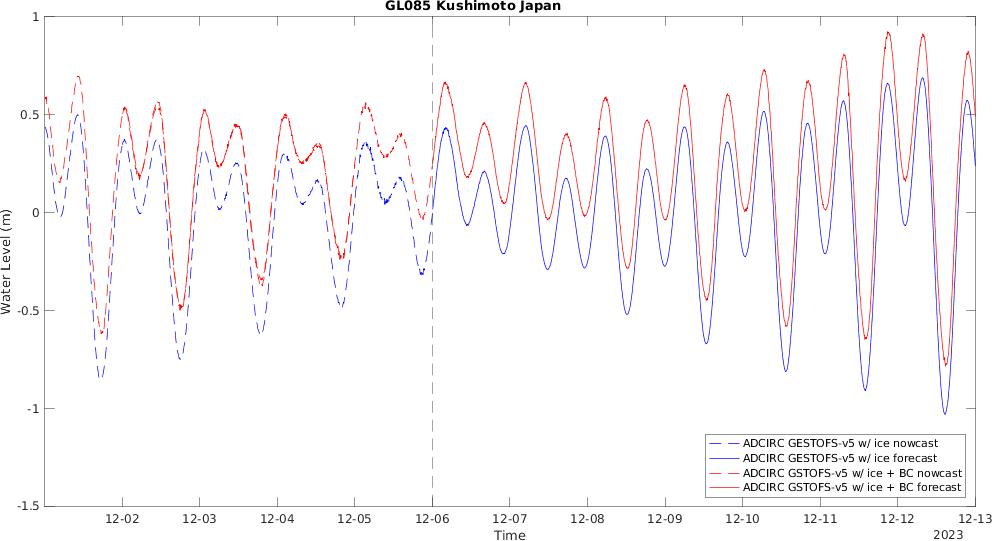 GL085 Kushimoto Japan
1
0.5
0
-0.5
-1
-1.5
Water Level (m)
12-02 12-03 12-04 12-05 12-06 12-07 12-08 12-09 12-10 12-11 12-12 12-13
Time
2023
ADCIRC GESTOFS-v5 w/ ice nowcast
ADCIRC GESTOFS-v5 w/ ice forecast
ADCIRC GSTOFS-v5 w/ ice + BC nowcast
ADCIRC GSTOFS-v5 w/ ice + BC forecast